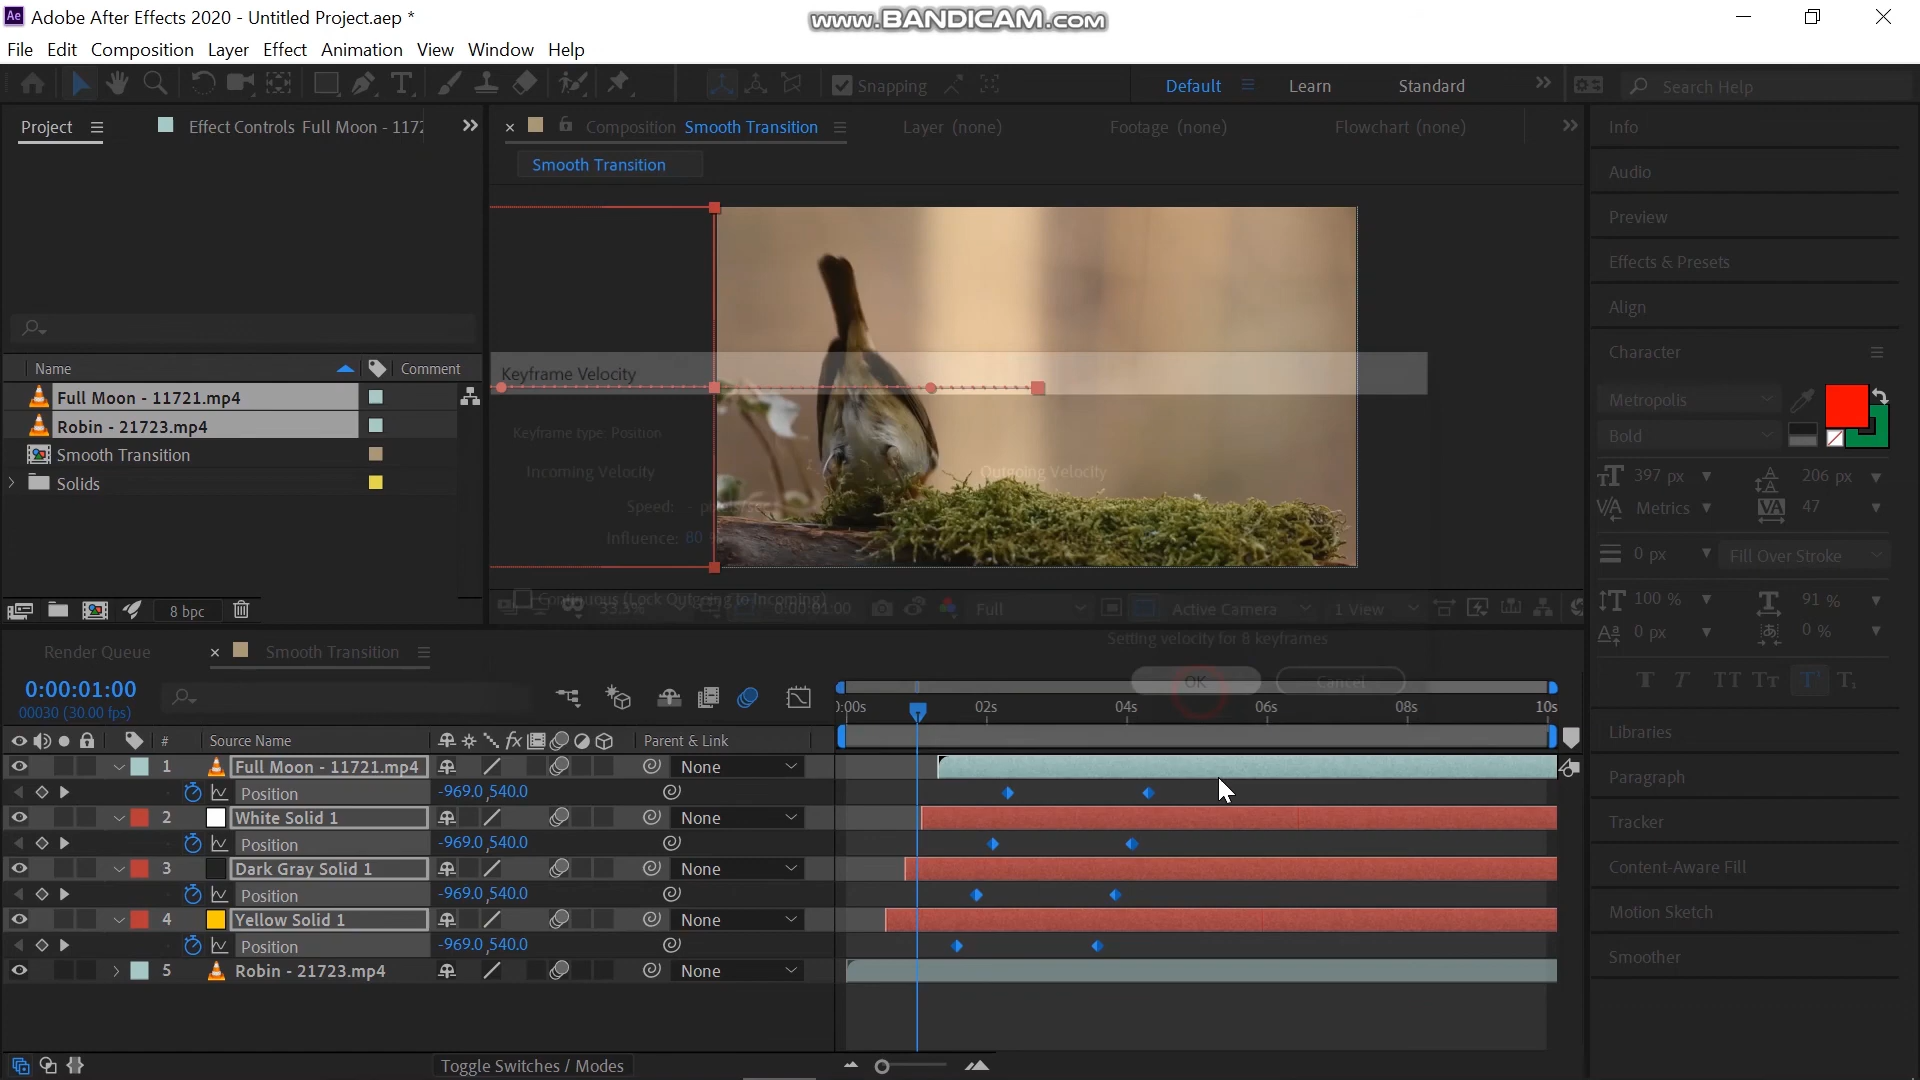 Ae Adobe After Effects 2020 - Untitled Project.aep *
www.BANDICAM.com
File Edit Composition Layer Effect Animation View Window Help
Snapping Default Learn Standard Search Help
Project Effect Controls Full Moon - 1172
Composition Smooth Transition Layer (none) Footage (none) Flowchart (none)
Smooth Transition
Info
Audio
Preview
Effects & Presets
Align
Character
Metropolis
Bold
397 px 206 px
Metrics 47
0 px Fill Over Stroke
100 % 91 %
0 px 0 %
Libraries
Paragraph
Tracker
Content-Aware Fill
Motion Sketch
Smoother
Name Comment
Full Moon - 11721.mp4
Robin - 21723.mp4
Smooth Transition
Solids
8 bpc
Keyframe Velocity
Keyframe type: Position
Incoming Velocity Outgoing Velocity
Speed: -
Influence: 80
Continuous (Lock Outgoing to Incoming)
33.3% 0:00:01:00 Full Active Camera 1 View
Setting velocity for 8 keyframes
OK Cancel
Render Queue Smooth Transition
0:00:01:00
00030 (30.00 fps)
0:00s 02s 04s 06s 08s 10s
# Source Name fx Parent & Link
1 Full Moon - 11721.mp4 None
Position -969.0,540.0
2 White Solid 1 None
Position -969.0,540.0
3 Dark Gray Solid 1 None
Position -969.0,540.0
4 Yellow Solid 1 None
Position -969.0,540.0
5 Robin - 21723.mp4 None
Toggle Switches / Modes